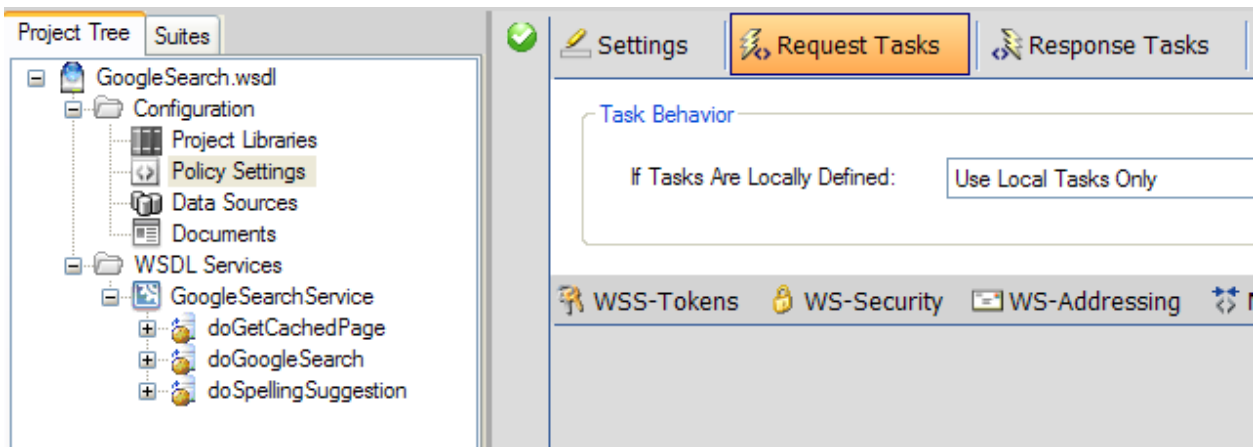 Project Tree
Suites
GoogleSearch.wsdl
Configuration
Project Libraries
Policy Settings
Data Sources
Documents
WSDL Services
GoogleSearchService
doGetCachedPage
doGoogleSearch
doSpellingSuggestion
Settings
Request Tasks
Response Tasks
Task Behavior
If Tasks Are Locally Defined:
Use Local Tasks Only
WSS-Tokens
WS-Security
WS-Addressing